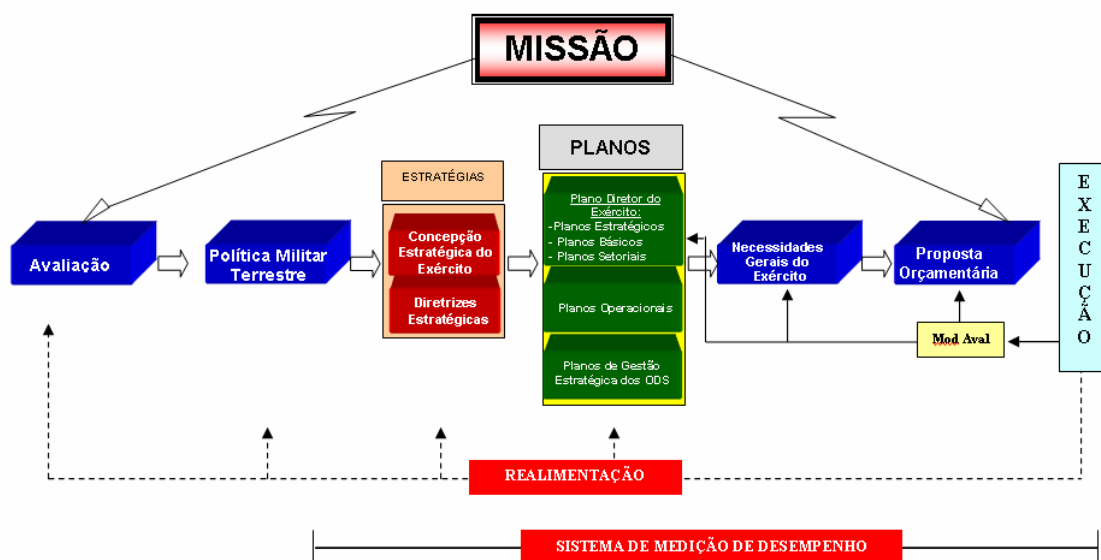 MISSÃO
PLANOS
ESTRATÉGIAS
Avaliação
Política Militar
Terrestre
Concepção
Estratégica do
Exército
Diretrizes
Estratégicas
Plano Diretor do
Exército:
-Planos Estratégicos
- Planos Básicos
- Planos Setoriais
Planos Operacionais
Planos de Gestão
Estratégica dos ODS
Necessidades
Gerais do
Exército
Proposta
Orçamentária
Mod Aval
EXECUÇÃO
REALIMENTAÇÃO
SISTEMA DE MEDIÇÃO DE DESEMPENHO